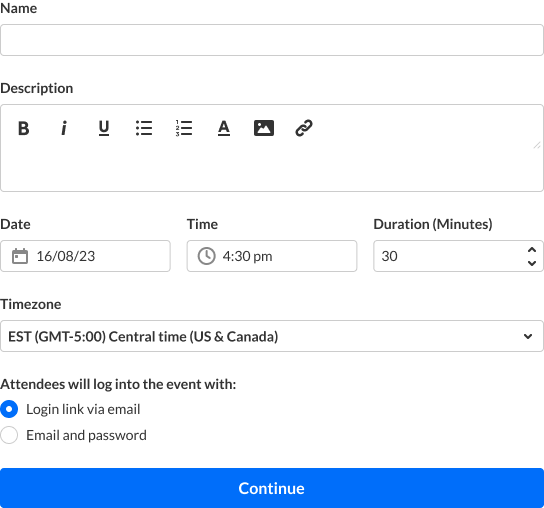 Name
Description
B i U A
Date Time Duration (Minutes)
16/08/23 4:30 pm 30
Timezone
EST (GMT-5:00) Central time (US & Canada)
Attendees will log into the event with:
Login link via email
Email and password
Continue